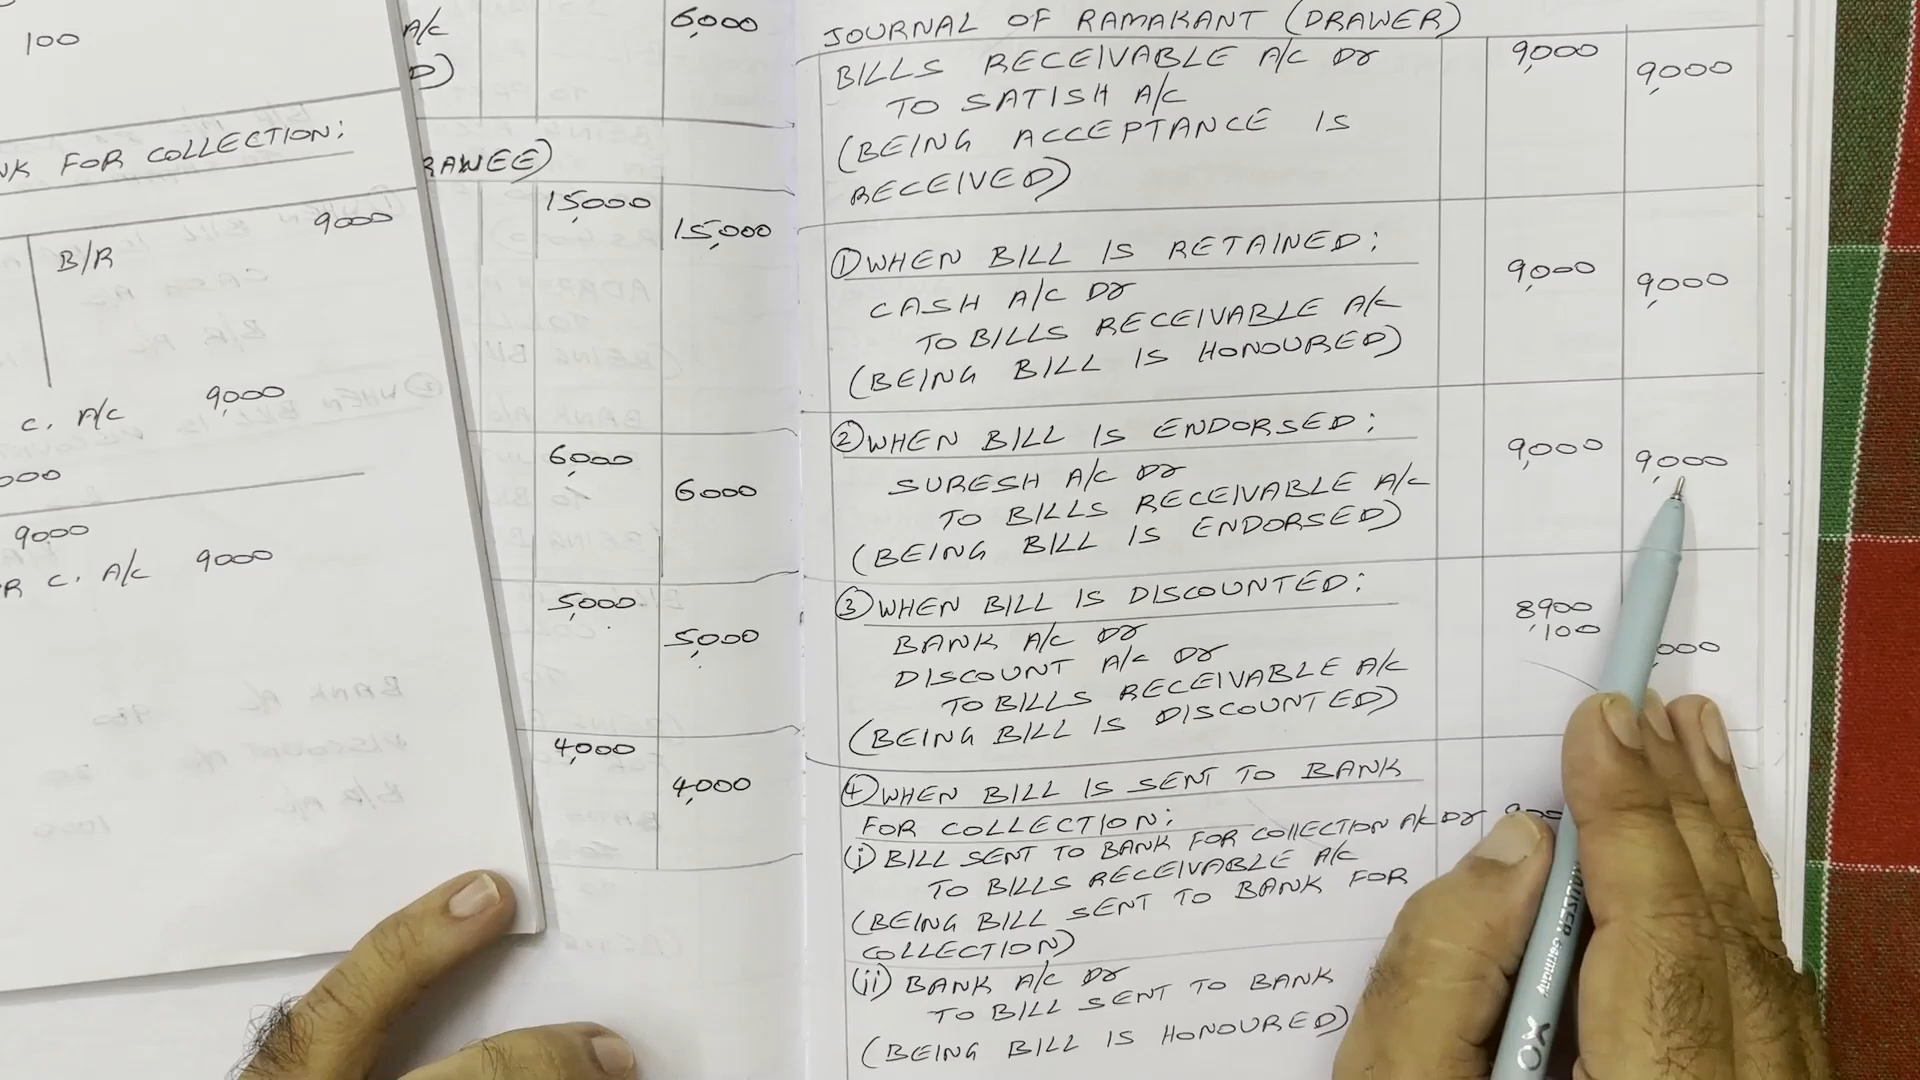 100
NK FOR COLLECTION:
9000
B/R
C. A/c 9000
000
9000
R C. A/c 9000
A/c 6,000
D)
RAWEE)
15,000
15,000
6,000
6000
5,000
5,000
4,000
4,000
JOURNAL OF RAMAKANT (DRAWER)
BILLS RECEIVABLE A/c Dr 9,000
TO SATISH A/c 9,000
(BEING ACCEPTANCE IS
RECEIVED)
① WHEN BILL IS RETAINED:
CASH A/c Dr 9,000
TO BILLS RECEIVABLE A/c 9,000
(BEING BILL IS HONOURED)
② WHEN BILL IS ENDORSED:
SURESH A/c Dr 9,000
TO BILLS RECEIVABLE A/c 9,000
(BEING BILL IS ENDORSED)
③ WHEN BILL IS DISCOUNTED:
BANK A/c Dr 8,900
DISCOUNT A/c Dr 100
TO BILLS RECEIVABLE A/c ,000
(BEING BILL IS DISCOUNTED)
④ WHEN BILL IS SENT TO BANK
FOR COLLECTION:
(i) BILL SENT TO BANK FOR COllECTION A/c Dr
TO BILLS RECEIVABLE A/c
(BEING BILL SENT TO BANK FOR
COLLECTION)
(ii) BANK A/c Dr
TO BILL SENT TO BANK
(BEING BILL IS HONOURED)
Germany